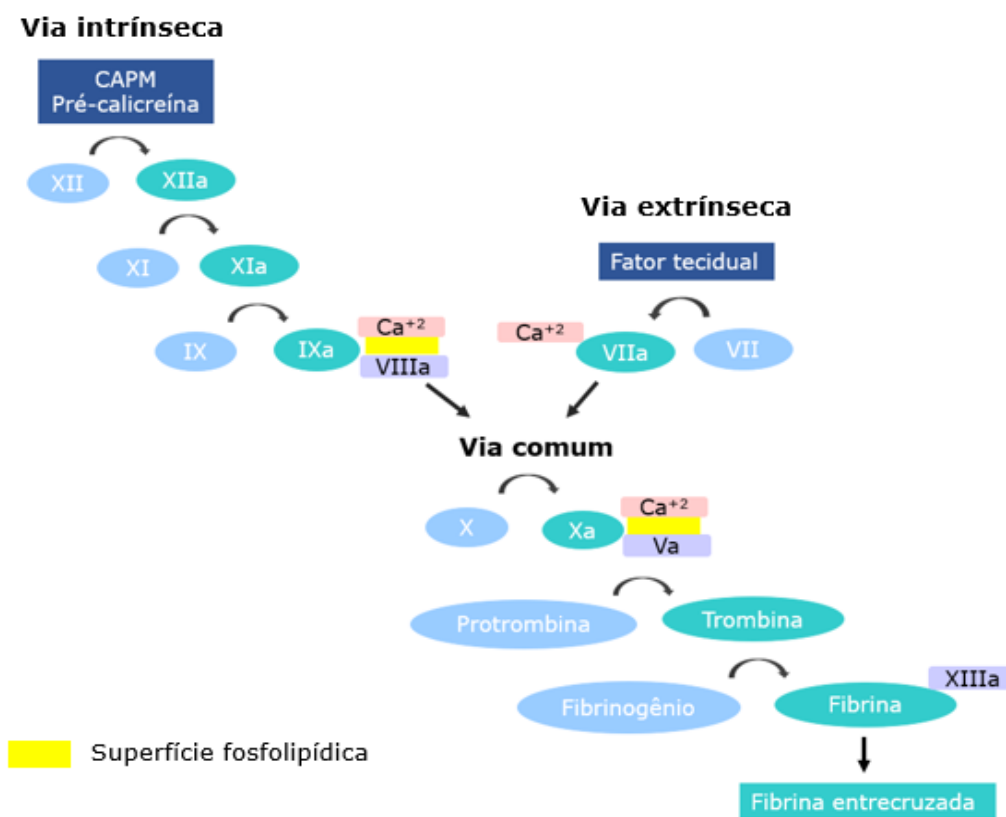 Via intrínseca
CAPM
Pré-calicreína
XII
XIIa
Via extrínseca
XI
XIa
Fator tecidual
IX
IXa
Ca⁺²
VIIIa
Ca⁺²
VIIa
VII
Via comum
X
Xa
Ca⁺²
Va
Protrombina
Trombina
Fibrinogênio
Fibrina
XIIIa
Superfície fosfolipídica
Fibrina entrecruzada